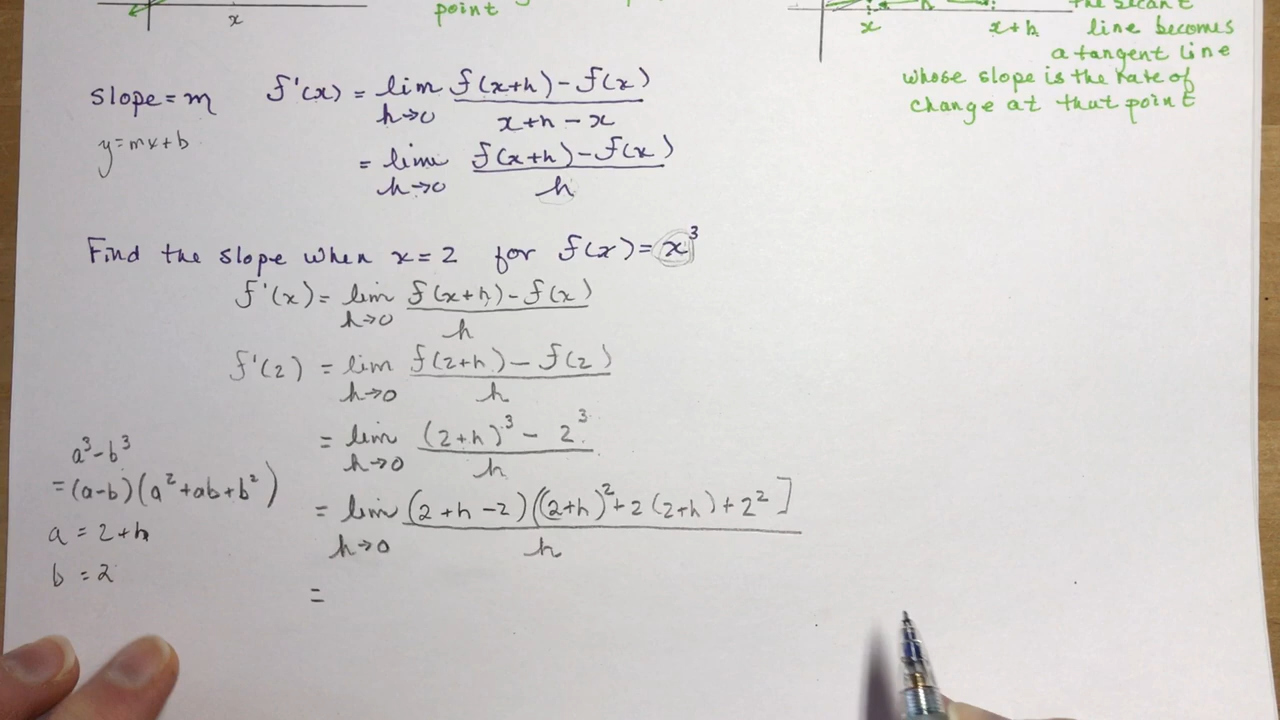 x
point
the secant
x x+h line becomes
a tangent line
whose slope is the rate of
change at that point
slope = m f'(x) = lim h→0 f(x+h) - f(x) / x+h-x
y = mx + b
= lim h→0 f(x+h) - f(x) / h
Find the slope when x = 2 for f(x) = x³
f'(x) = lim h→0 f(x+h) - f(x) / h
f'(2) = lim h→0 f(2+h) - f(2) / h
= lim h→0 (2+h)³ - 2³ / h
a³-b³
=(a-b)(a²+ab+b²)
= lim h→0 (2+h-2)((2+h)²+2(2+h)+2²] / h
a = 2+h
b = 2
=